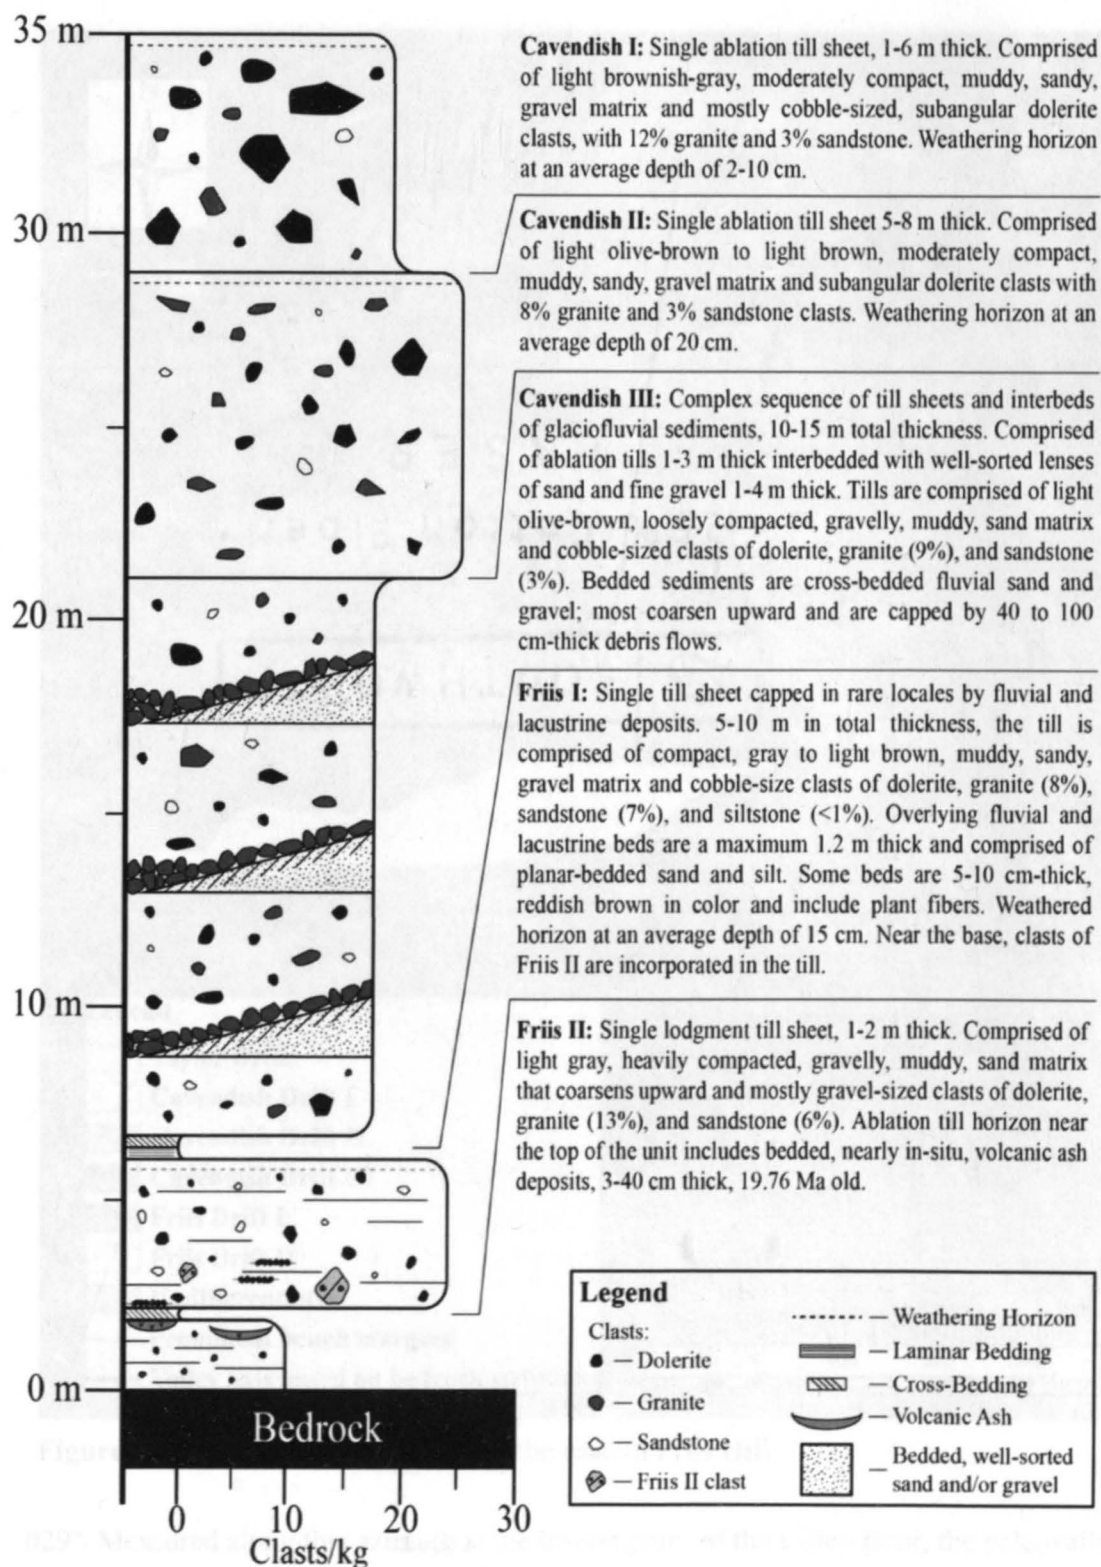 35 m
30 m
20 m
10 m
0 m
Cavendish I: Single ablation till sheet, 1-6 m thick. Comprised
of light brownish-gray, moderately compact, muddy, sandy,
gravel matrix and mostly cobble-sized, subangular dolerite
clasts, with 12% granite and 3% sandstone. Weathering horizon
at an average depth of 2-10 cm.
Cavendish II: Single ablation till sheet 5-8 m thick. Comprised
of light olive-brown to light brown, moderately compact,
muddy, sandy, gravel matrix and subangular dolerite clasts with
8% granite and 3% sandstone clasts. Weathering horizon at an
average depth of 20 cm.
Cavendish III: Complex sequence of till sheets and interbeds
of glaciofluvial sediments, 10-15 m total thickness. Comprised
of ablation tills 1-3 m thick interbedded with well-sorted lenses
of sand and fine gravel 1-4 m thick. Tills are comprised of light
olive-brown, loosely compacted, gravelly, muddy, sand matrix
and cobble-sized clasts of dolerite, granite (9%), and sandstone
(3%). Bedded sediments are cross-bedded fluvial sand and
gravel; most coarsen upward and are capped by 40 to 100
cm-thick debris flows.
Friis I: Single till sheet capped in rare locales by fluvial and
lacustrine deposits. 5-10 m in total thickness, the till is
comprised of compact, gray to light brown, muddy, sandy,
gravel matrix and cobble-size clasts of dolerite, granite (8%),
sandstone (7%), and siltstone (<1%). Overlying fluvial and
lacustrine beds are a maximum 1.2 m thick and comprised of
planar-bedded sand and silt. Some beds are 5-10 cm-thick,
reddish brown in color and include plant fibers. Weathered
horizon at an average depth of 15 cm. Near the base, clasts of
Friis II are incorporated in the till.
Friis II: Single lodgment till sheet, 1-2 m thick. Comprised of
light gray, heavily compacted, gravelly, muddy, sand matrix
that coarsens upward and mostly gravel-sized clasts of dolerite,
granite (13%), and sandstone (6%). Ablation till horizon near
the top of the unit includes bedded, nearly in-situ, volcanic ash
deposits, 3-40 cm thick, 19.76 Ma old.
Bedrock
0 10 20 30
Clasts/kg
Legend
Clasts:
– Dolerite
– Granite
– Sandstone
– Friis II clast
– Weathering Horizon
– Laminar Bedding
– Cross-Bedding
– Volcanic Ash
– Bedded, well-sorted
sand and/or gravel